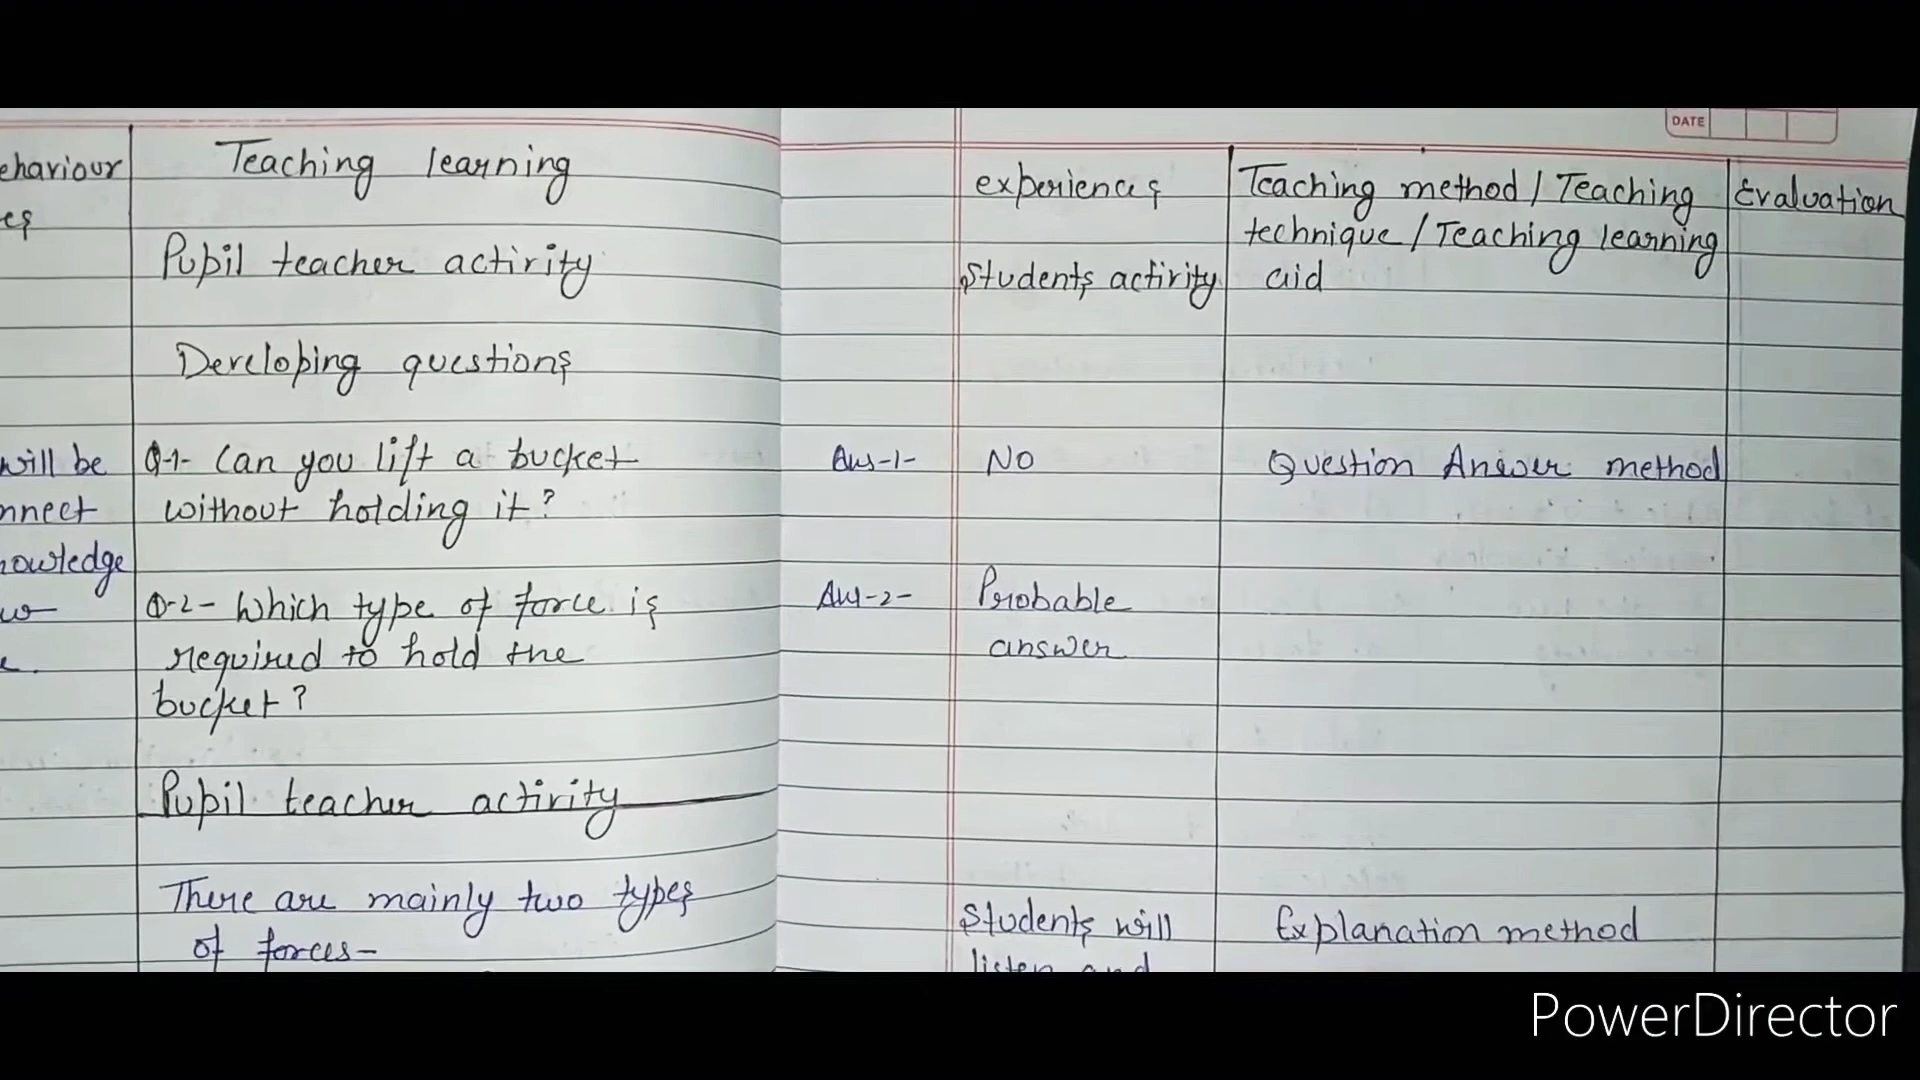 DATE
ehaviour
es
Teaching learning
experiences
Teaching method / Teaching
technique / Teaching learning
aid
Evaluation
Pupil teacher activity
Students activity
Developing questions
will be
nnect
nowledge
w
Q-1- Can you lift a bucket
without holding it?
Ans-1- No
Question Answer method
Q-2- Which type of force is
required to hold the
bucket?
Ans-2- Probable
answer
Pupil teacher activity
There are mainly two types
of forces-
Students will
listen and
Explanation method
PowerDirector